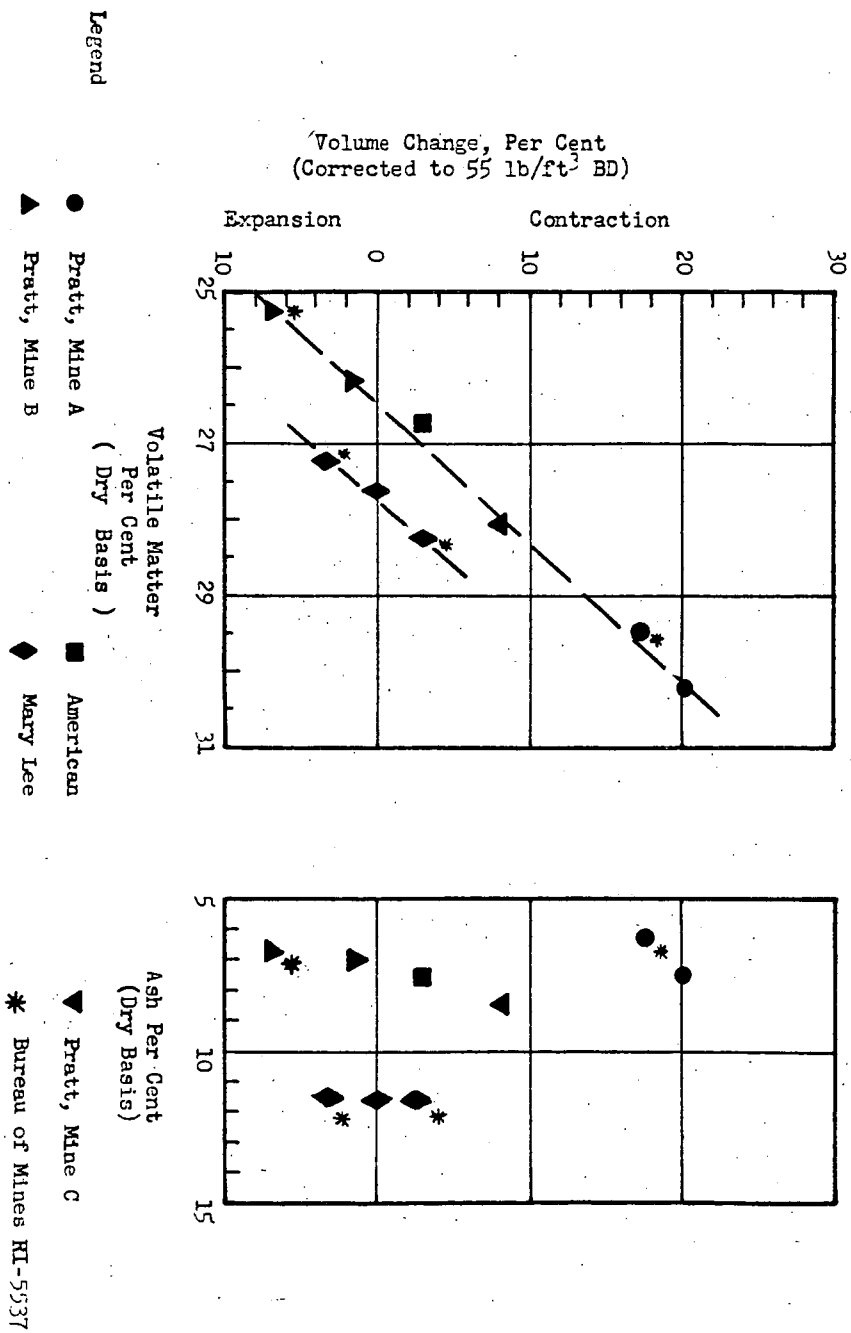 Volume Change, Per Cent
(Corrected to 55 lb/ft³ BD)
Expansion
Contraction
10
0
10
20
30
25
27
29
31
Volatile Matter
Per Cent
( Dry Basis )
5
10
15
Ash Per Cent
(Dry Basis)
Legend
Pratt, Mine A
Pratt, Mine B
American
Mary Lee
Pratt, Mine C
Bureau of Mines RI-5537